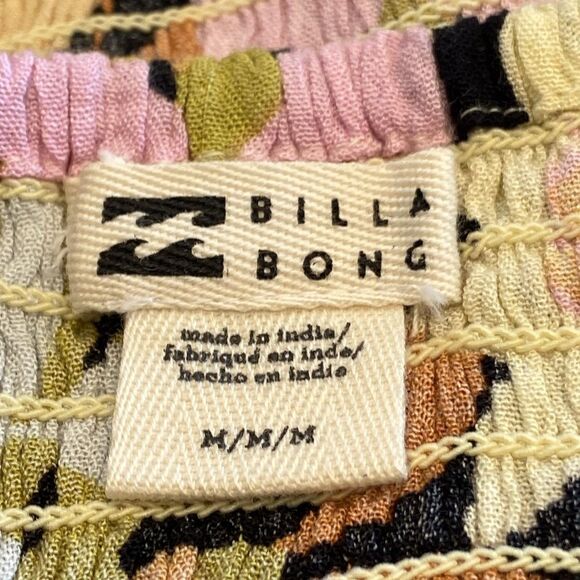 BILLA
BONG
made in india/
fabriqué en inde/
hecho en india
M/M/M